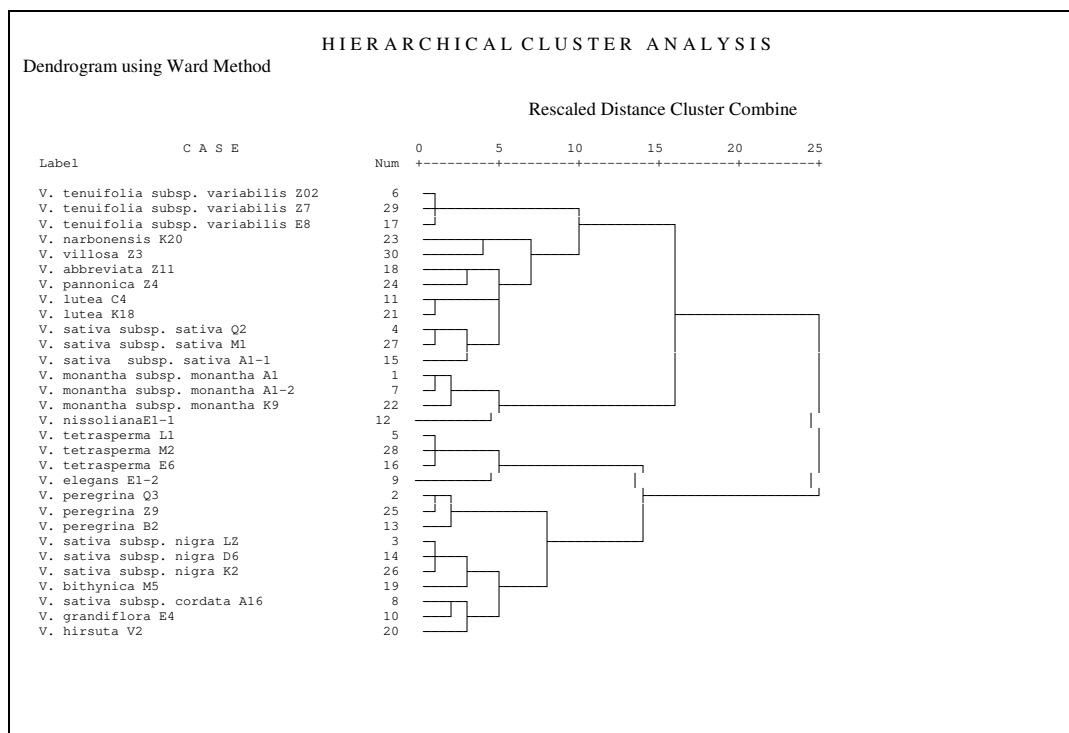 H I E R A R C H I C A L C L U S T E R A N A L Y S I S
Dendrogram using Ward Method
Rescaled Distance Cluster Combine
C A S E 0 5 10 15 20 25
Label Num +---------+---------+---------+---------+---------+
V. tenuifolia subsp. variabilis Z02 6
V. tenuifolia subsp. variabilis Z7 29
V. tenuifolia subsp. variabilis E8 17
V. narbonensis K20 23
V. villosa Z3 30
V. abbreviata Z11 18
V. pannonica Z4 24
V. lutea C4 11
V. lutea K18 21
V. sativa subsp. sativa Q2 4
V. sativa subsp. sativa M1 27
V. sativa subsp. sativa A1-1 15
V. monantha subsp. monantha A1 1
V. monantha subsp. monantha A1-2 7
V. monantha subsp. monantha K9 22
V. nissolianaE1-1 12
V. tetrasperma L1 5
V. tetrasperma M2 28
V. tetrasperma E6 16
V. elegans E1-2 9
V. peregrina Q3 2
V. peregrina Z9 25
V. peregrina B2 13
V. sativa subsp. nigra LZ 3
V. sativa subsp. nigra D6 14
V. sativa subsp. nigra K2 26
V. bithynica M5 19
V. sativa subsp. cordata A16 8
V. grandiflora E4 10
V. hirsuta V2 20